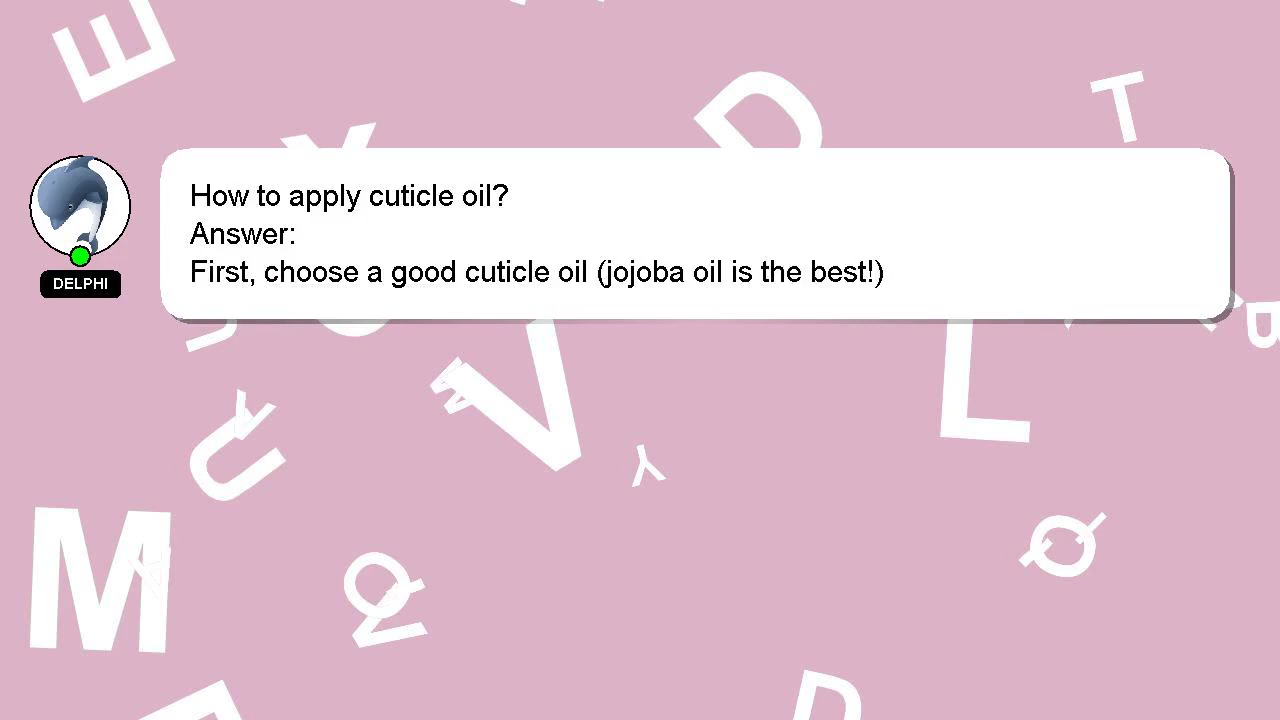 How to apply cuticle oil?
Answer:
First, choose a good cuticle oil (jojoba oil is the best!)
DELPHI
E
D
T
V
L
B
U
Y
Y
M
Q
Q
D